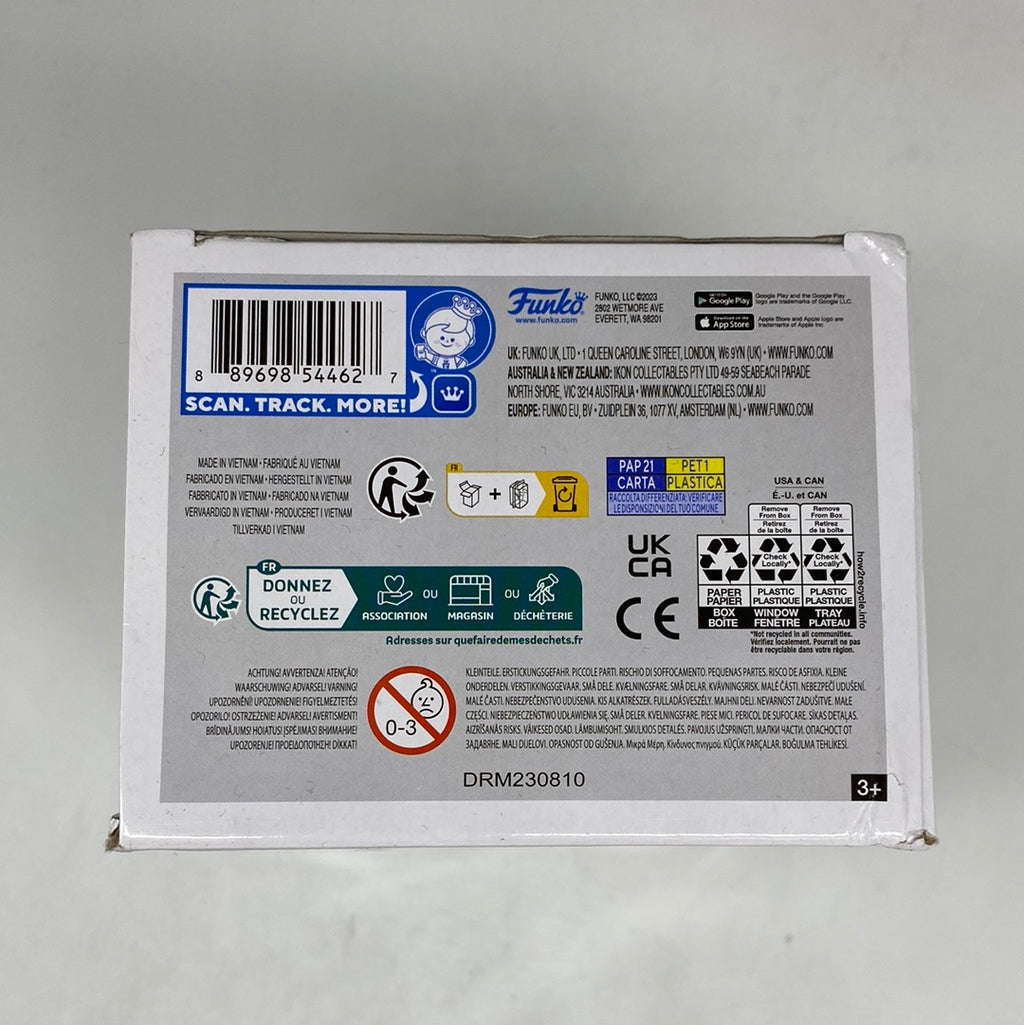 8 89698 54462 7
SCAN. TRACK. MORE!
Funko
www.funko.com
FUNKO, LLC ©2023
2802 WETMORE AVE
EVERETT, WA 98201
GET IT ON
Google Play
Google Play and the Google Play
logo are trademarks of Google LLC.
Download on the
App Store
Apple Store and Apple logo are
trademarks of Apple Inc
UK: FUNKO UK, LTD • 1 QUEEN CAROLINE STREET, LONDON, W6 9YN (UK) • WWW.FUNKO.COM
AUSTRALIA & NEW ZEALAND: IKON COLLECTABLES PTY LTD 49-59 SEABEACH PARADE
NORTH SHORE, VIC 3214 AUSTRALIA • WWW.IKONCOLLECTABLES.COM.AU
EUROPE: FUNKO EU, BV • ZUIDPLEIN 36, 1077 XV, AMSTERDAM (NL) • WWW.FUNKO.COM
MADE IN VIETNAM • FABRIQUÉ AU VIETNAM
FABRICADO EN VIETNAM • HERGESTELLT IN VIETNAM
FABBRICATO IN VIETNAM • FABRICADO NA VIETNAM
VERVAARDIGD IN VIETNAM • PRODUCERET I VIETNAM
TILLVERKAD I VIETNAM
FR
+
PAP 21 PET 1
CARTA PLASTICA
RACCOLTA DIFFERENZIATA: VERIFICARE
LE DISPOSIZIONI DEL TUO COMUNE
USA & CAN
É.-U. et CAN
Remove
From Box
Retirez
de la boîte
Remove
From Box
Retirez
de la boîte
Check
Locally*
Check
Locally*
PAPER
PAPIER
PLASTIC
PLASTIQUE
PLASTIC
PLASTIQUE
BOX
BOÎTE
WINDOW
FENÊTRE
TRAY
PLATEAU
how2recycle.info
*Not recycled in all communities.
Vérifiez localement. Pourrait ne pas
être recyclable dans votre région.
UK
CA
CE
FR
DONNEZ
OU
RECYCLEZ
ASSOCIATION OU MAGASIN OU DÉCHÈTERIE
Adresses sur quefairedemesdechets.fr
ACHTUNG! AVVERTENZA! ATENÇÃO!
WAARSCHUWING! ADVARSEL! VARNING!
UPOZORNĚNÍ! UPOZORNENIE! FIGYELMEZTETÉS!
OPOZORILO! OSTRZEŻENIE! ADVARSEL! AVERTISMENT!
BRĪDINĀJUMS! HOIATUS! ĮSPĖJIMAS! ВНИМАНИЕ!
UPOZORENJE! ΠΡΟΕΙΔΟΠΟΙΗΣΗ! DİKKAT!
0-3
KLEINTEILE. ERSTICKUNGSGEFAHR. PICCOLE PARTI. RISCHIO DI SOFFOCAMENTO. PEQUENAS PARTES. RISCO DE ASFIXIA. KLEINE
ONDERDELEN. VERSTIKKINGSGEVAAR. SMÅ DELE. KVÆLNINGSFARE. SMÅ DELAR. KVÄVNINGSRISK. MALÉ ČÁSTI. NEBEZPEČÍ UDUŠENÍ.
MALÉ ČASTI. NEBEZPEČENSTVO UDUSENIA. KIS ALKATRÉSZEK. FULLADÁSVESZÉLY. MAJHNI DELI. NEVARNOST ZADUŠITVE. MAŁE
CZĘŚCI. NIEBEZPIECZEŃSTWO UDŁAWIENIA SIĘ. SMÅ DELER. KVELNINGSFARE. PIESE MICI. PERICOL DE SUFOCARE. SĪKAS DETAĻAS.
AIZRĪŠANĀS RISKS. VÄIKESED OSAD. LÄMBUMISOHT. SMULKIOS DETALĖS. PAVOJUS UŽSPRINGTI. МАЛКИ ЧАСТИ. ОПАСНОСТ ОТ
ЗАДАВЯНЕ. MALI DIJELOVI. OPASNOST OD GUŠENJA. Μικρά Μέρη. Κίνδυνος πνιγμού. KÜÇÜK PARÇALAR. BOĞULMA TEHLİKESİ.
DRM230810
3+